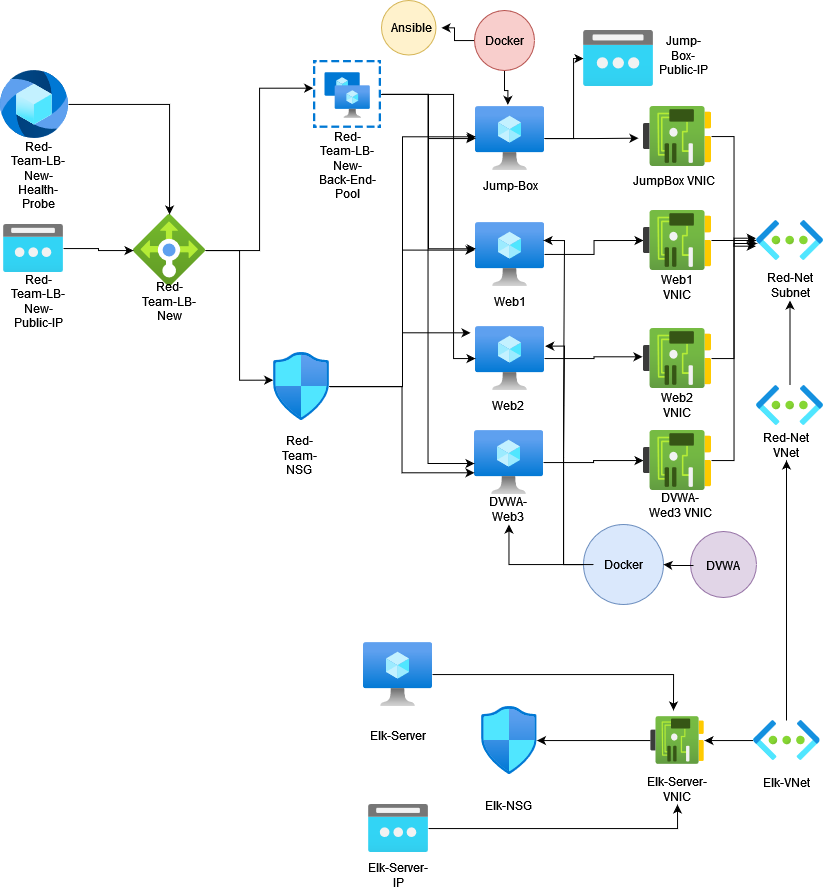 Ansible
Docker
Jump-
Box-
Public-IP
Red-
Team-LB-
New-
Health-
Probe
Red-
Team-LB-
New-
Back-End-
Pool
Jump-Box
JumpBox VNIC
Red-
Team-LB-
New-
Public-IP
Red-
Team-LB-
New
Web1
Web1
VNIC
Red-Net
Subnet
Web2
Web2
VNIC
Red-Net
VNet
Red-
Team-
NSG
DVWA-
Web3
DVWA-
Wed3 VNIC
Docker
DVWA
Elk-Server
Elk-NSG
Elk-Server-
VNIC
Elk-VNet
Elk-Server-
IP